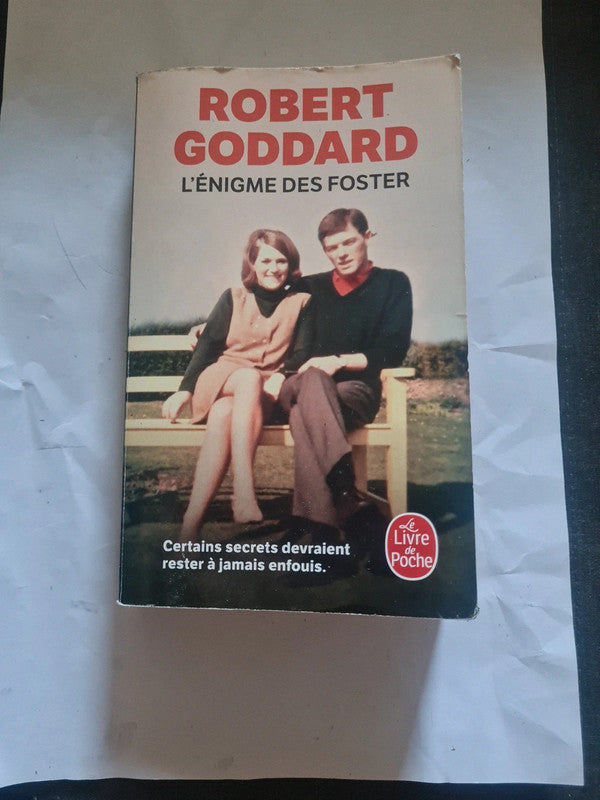 ROBERT
GODDARD
L'ÉNIGME DES FOSTER
Certains secrets devraient
rester à jamais enfouis.
Le
Livre
de
Poche